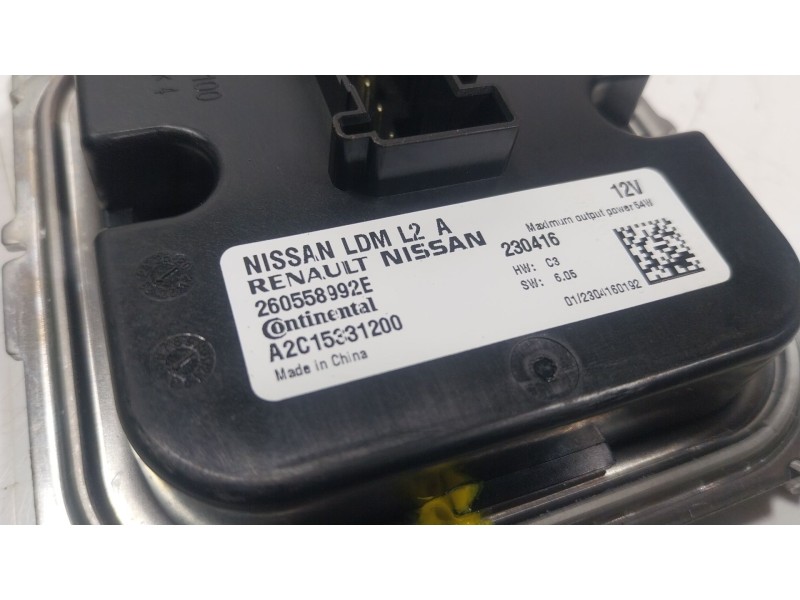 NISSAN LDM L2 A
RENAULT NISSAN
260558992E
Continental
A2C15331200
Made in China
12V
Maximum output power 54W
230416
HW: C3
SW: 6.05
01/2304160192